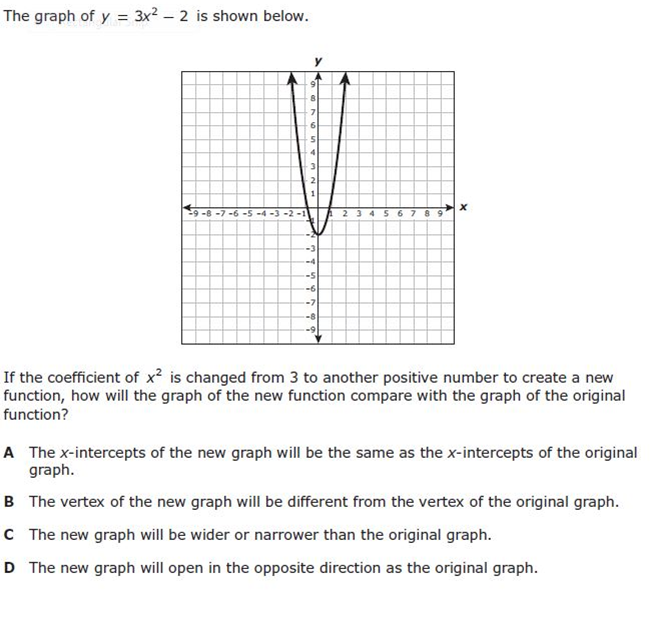 The graph of y = 3x² – 2 is shown below.
y
9
8
7
6
5
4
3
2
1
-9 -8 -7 -6 -5 -4 -3 -2 -1 1 2 3 4 5 6 7 8 9 x
-1
-2
-3
-4
-5
-6
-7
-8
-9
If the coefficient of x² is changed from 3 to another positive number to create a new
function, how will the graph of the new function compare with the graph of the original
function?
A The x-intercepts of the new graph will be the same as the x-intercepts of the original
graph.
B The vertex of the new graph will be different from the vertex of the original graph.
C The new graph will be wider or narrower than the original graph.
D The new graph will open in the opposite direction as the original graph.